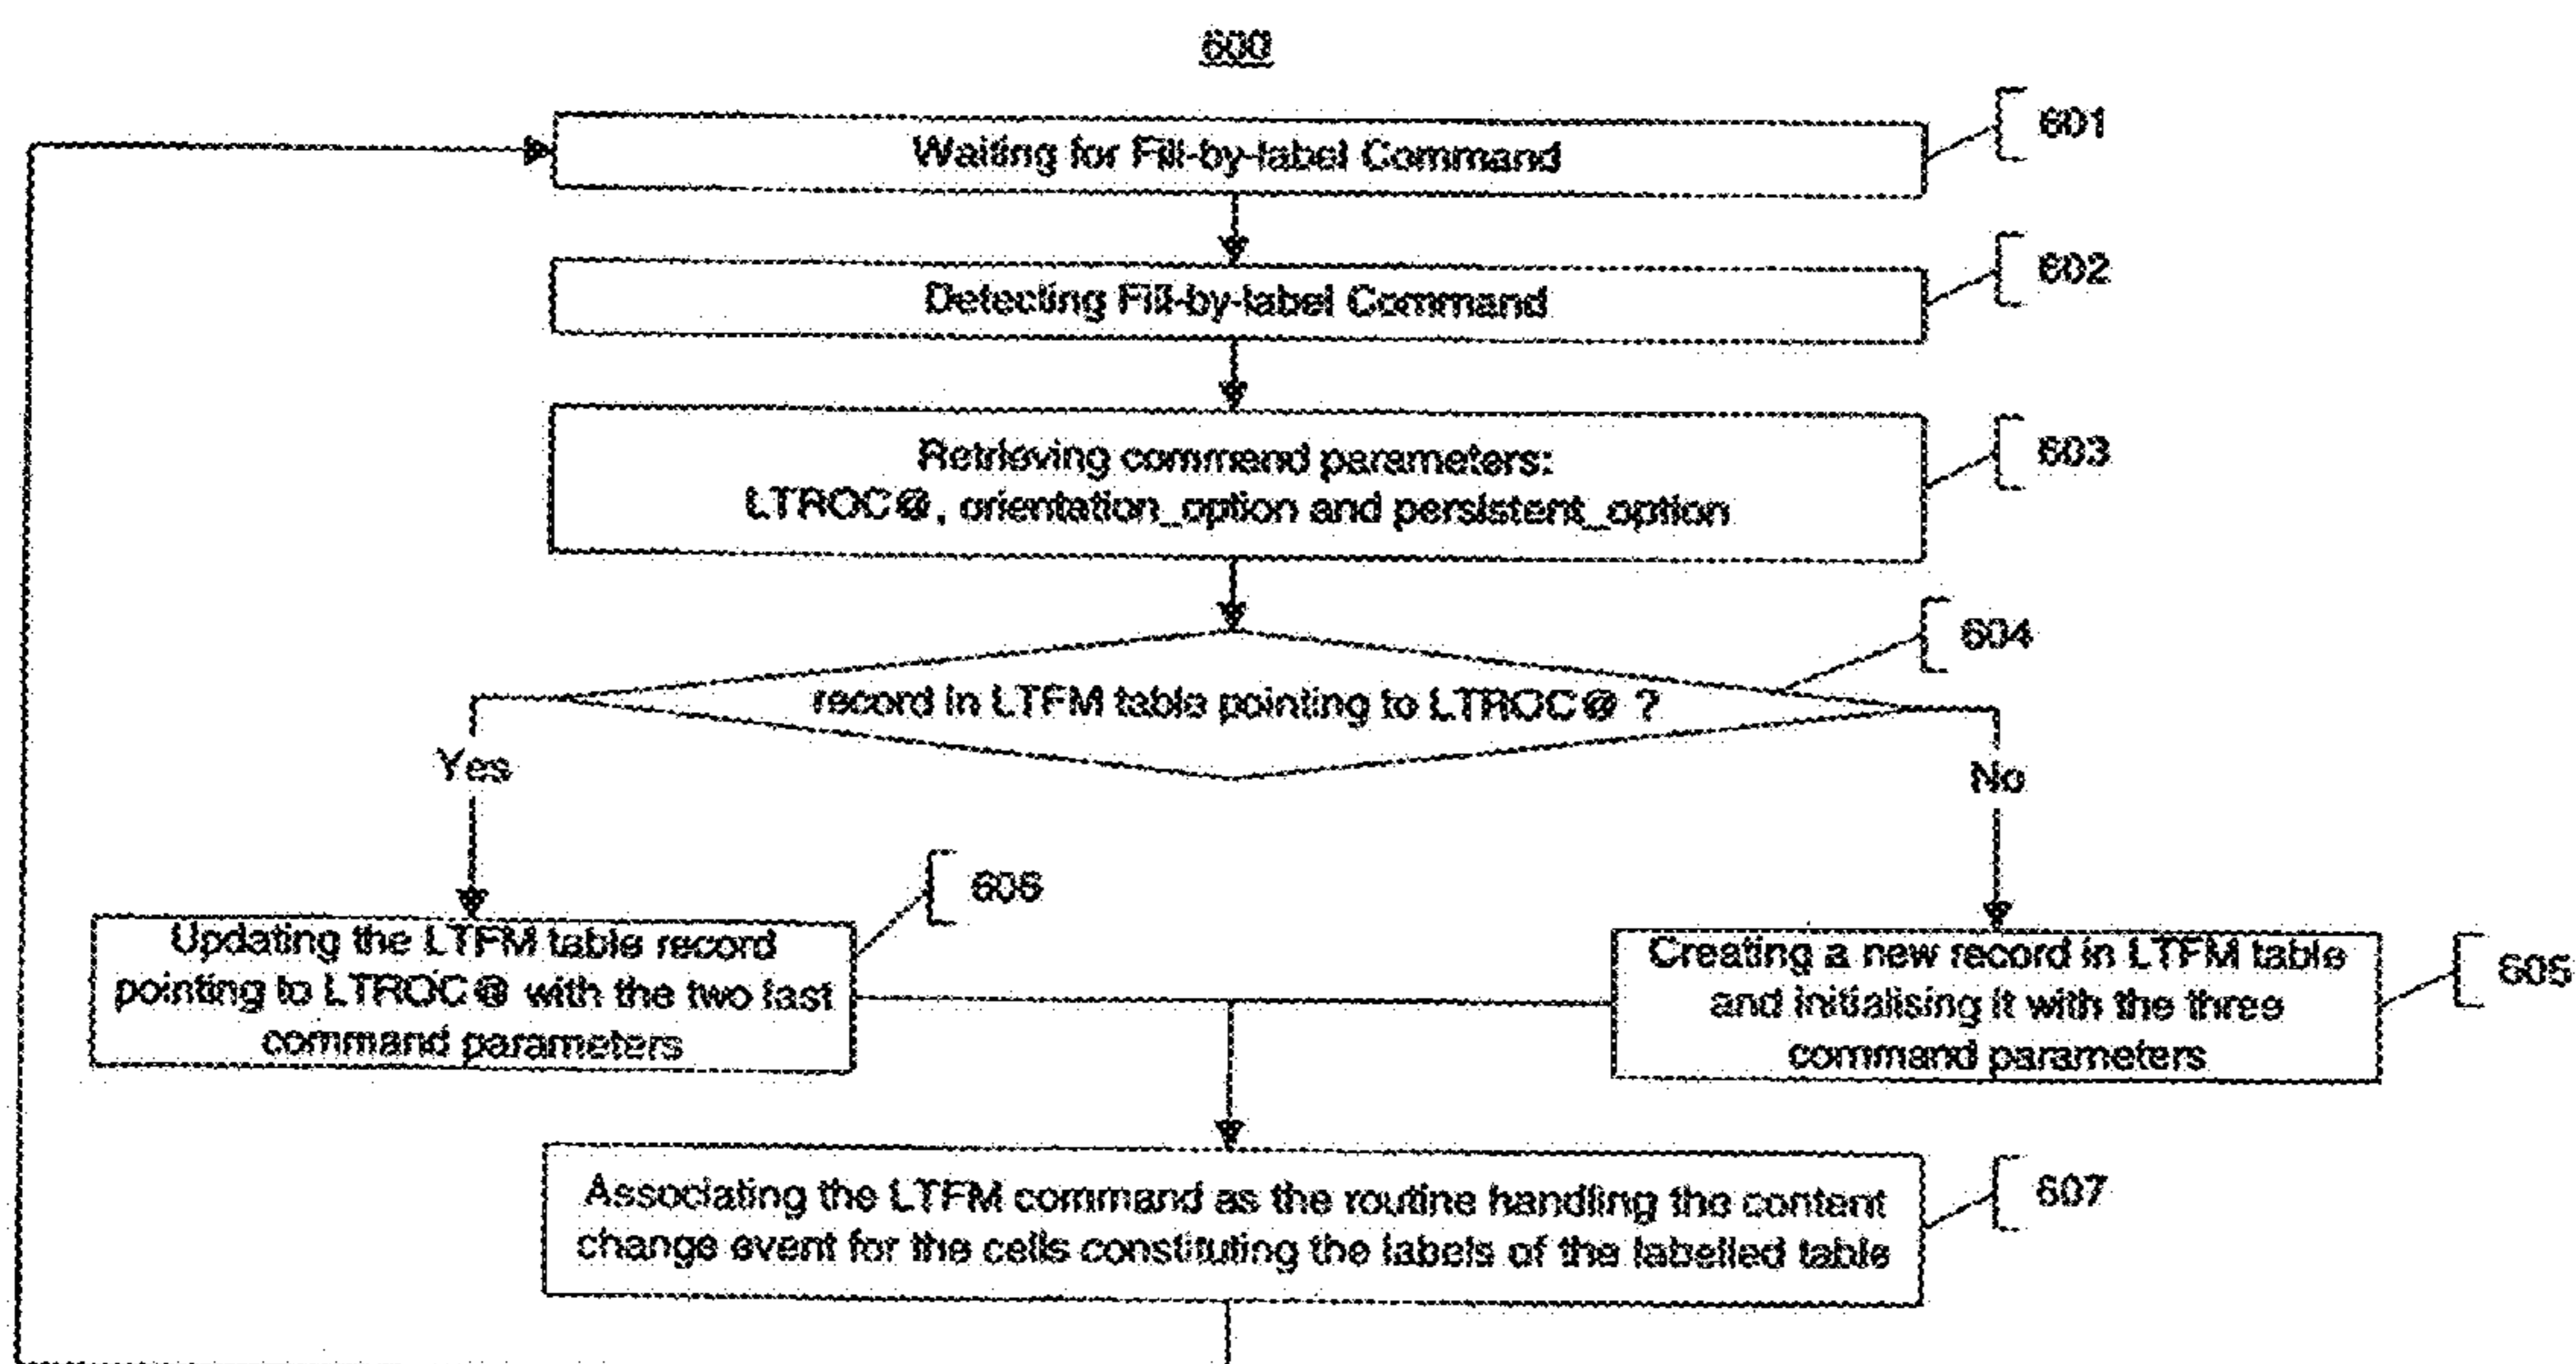 600
Waiting for Fill-by-label Command
601
Detecting Fill-by-label Command
602
Retrieving command parameters:
LTROC@, orientation_option and persistent_option
603
604
record in LTFM table pointing to LTROC@ ?
Yes
No
606
Updating the LTFM table record
pointing to LTROC@ with the two last
command parameters
Creating a new record in LTFM table
and initialising it with the three
command parameters
605
Associating the LTFM command as the routine handling the content
change event for the cells constituting the labels of the labelled table
607